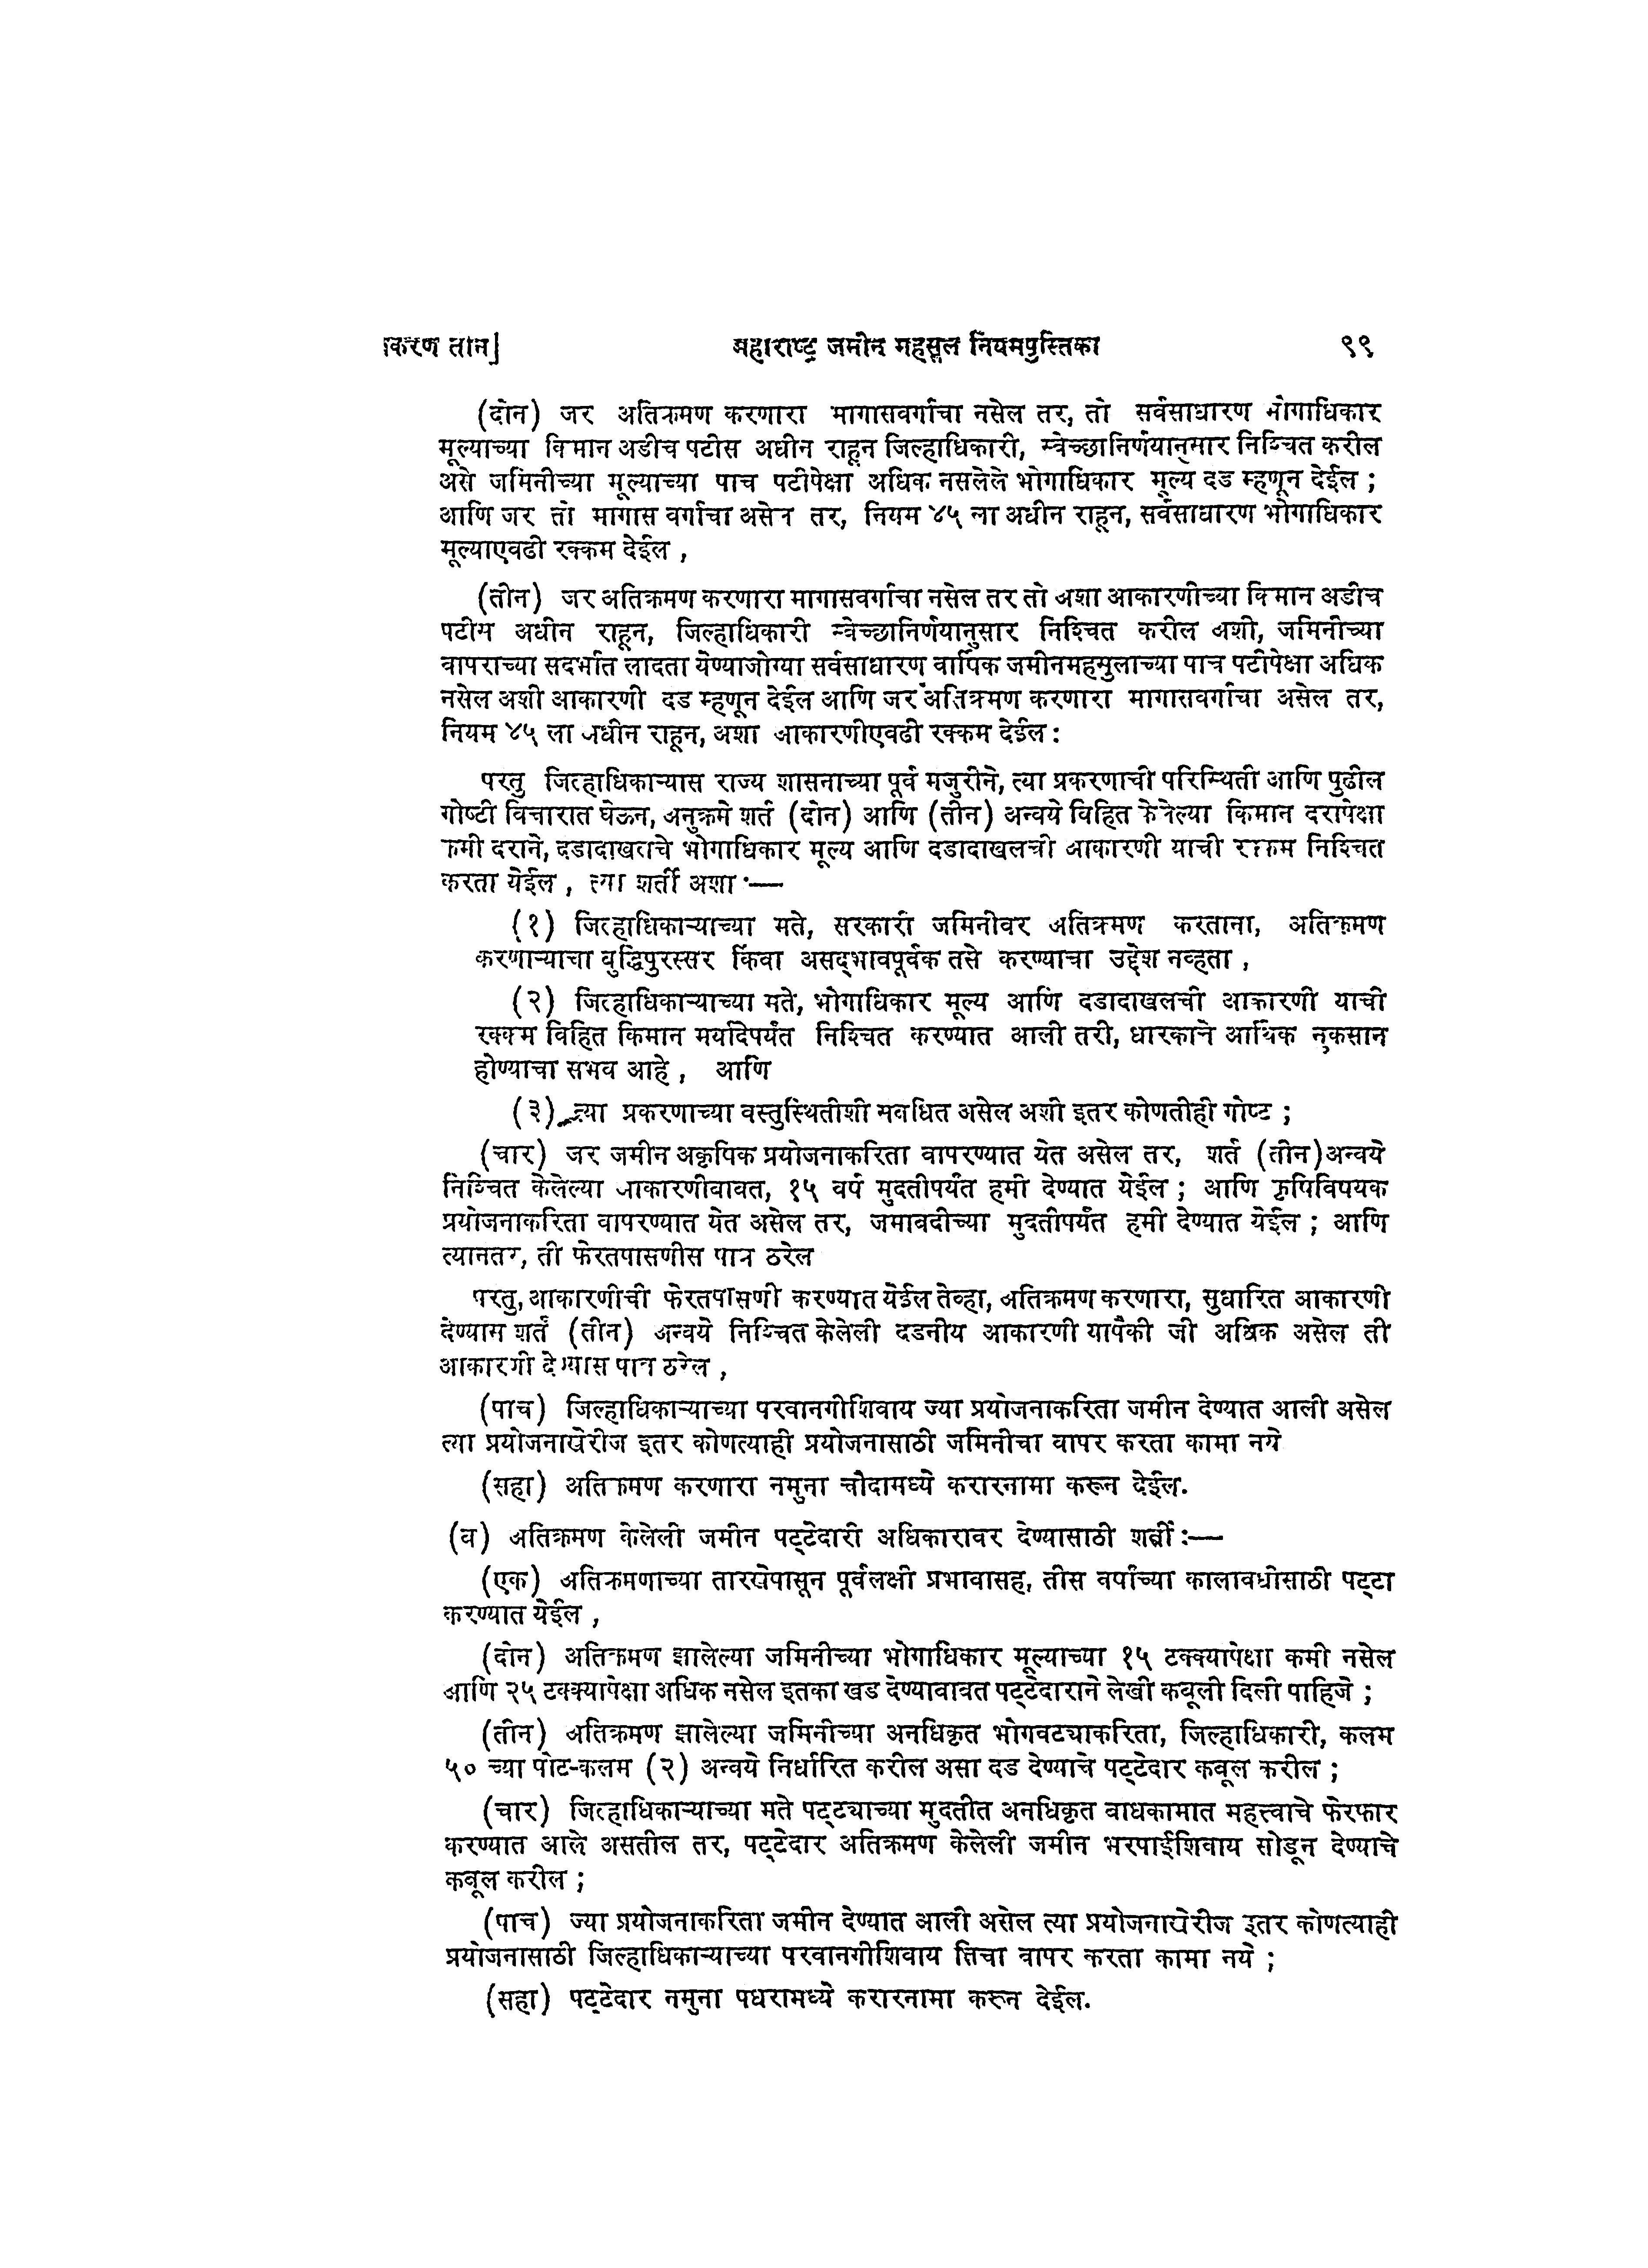 किरण तीन] महाराष्ट्र जमीन महसूल नियमपुस्तिका ९९
(दोन) जर अतिक्रमण करणारा मागासवर्गाचा नसेल तर, तो सर्वसाधारण भोगाधिकार
मूल्याच्या किमान अडीच पटीस अधीन राहून जिल्हाधिकारी, स्वेच्छानिर्णयानुसार निश्चित करील
असे जमिनीच्या मूल्याच्या पाच पटीपेक्षा अधिक नसलेले भोगाधिकार मूल्य दड म्हणून देईल ;
आणि जर तो मागास वर्गाचा असेल तर, नियम ४५ ला अधीन राहून, सर्वसाधारण भोगाधिकार
मूल्याएवढी रक्कम देईल ,
(तीन) जर अतिक्रमण करणारा मागासवर्गाचा नसेल तर तो अशा आकारणीच्या किमान अडीच
पटीस अधीन राहून, जिल्हाधिकारी स्वेच्छानिर्णयानुसार निश्चित करील अशी, जमिनीच्या
वापराच्या सदर्भात लादता येण्याजोग्या सर्वसाधारण वार्षिक जमीनमहसुलाच्या पाच पटीपेक्षा अधिक
नसेल अशी आकारणी दड म्हणून देईल आणि जर अतिक्रमण करणारा मागासवर्गाचा असेल तर,
नियम ४५ ला अधीन राहून, अशा आकारणीएवढी रक्कम देईल :
परतु जिल्हाधिकाऱ्यास राज्य शासनाच्या पूर्व मजुरीने, त्या प्रकरणाची परिस्थिती आणि पुढील
गोष्टी विचारात घेऊन, अनुक्रमे शर्त (दोन) आणि (तीन) अन्वये विहित केलेल्या किमान दरापेक्षा
कमी दराने, दडादाखलचे भोगाधिकार मूल्य आणि दडादाखलची आकारणी याची रक्कम निश्चित
करता येईल , त्या शर्ती अशा :—
(१) जिल्हाधिकाऱ्याच्या मते, सरकारी जमिनीवर अतिक्रमण करताना, अतिक्रमण
करणाऱ्याचा बुद्धिपुरस्सर किंवा असद्भावपूर्वक तसे करण्याचा उद्देश नव्हता ,
(२) जिल्हाधिकाऱ्याच्या मते, भोगाधिकार मूल्य आणि दडादाखलची आकारणी याची
रक्कम विहित किमान मर्यादेपर्यंत निश्चित करण्यात आली तरी, धारकाने आर्थिक नुकसान
होण्याचा सभव आहे , आणि
(३) त्या प्रकरणाच्या वस्तुस्थितीशी सबधित असेल अशी इतर कोणतीही गोष्ट ;
(चार) जर जमीन अकृषिक प्रयोजनाकरिता वापरण्यात येत असेल तर, शर्त (तीन)अन्वये
निश्चित केलेल्या आकारणीबाबत, १५ वर्षे मुदतीपर्यंत हमी देण्यात येईल ; आणि कृषिविषयक
प्रयोजनाकरिता वापरण्यात येत असेल तर, जमाबदीच्या मुदतीपर्यंत हमी देण्यात येईल ; आणि
त्यानतर, ती फेरतपासणीस पात्र ठरेल
परतु, आकारणीची फेरतपासणी करण्यात येईल तेव्हा, अतिक्रमण करणारा, सुधारित आकारणी
देण्यास शर्त (तीन) अन्वये निश्चित केलेली दडनीय आकारणी यापैकी जी अधिक असेल ती
आकारणी देण्यास पात्र ठरेल ,
(पाच) जिल्हाधिकाऱ्याच्या परवानगीशिवाय ज्या प्रयोजनाकरिता जमीन देण्यात आली असेल
त्या प्रयोजनाखेरीज इतर कोणत्याही प्रयोजनासाठी जमिनीचा वापर करता कामा नये
(सहा) अतिक्रमण करणारा नमुना चौदामध्ये करारनामा करून देईल.
(ब) अतिक्रमण केलेली जमीन पट्टेदारी अधिकारावर देण्यासाठी शर्ती :—
(एक) अतिक्रमणाच्या तारखेपासून पूर्वलक्षी प्रभावासह, तीस वर्षाच्या कालावधीसाठी पट्टा
करण्यात येईल ,
(दोन) अतिक्रमण झालेल्या जमिनीच्या भोगाधिकार मूल्याच्या १५ टक्क्यापेक्षा कमी नसेल
आणि २५ टक्क्यापेक्षा अधिक नसेल इतका खड देण्याबाबत पट्टेदाराने लेखी कबूली दिली पाहिजे ;
(तीन) अतिक्रमण झालेल्या जमिनीच्या अनधिकृत भोगवट्याकरिता, जिल्हाधिकारी, कलम
५० च्या पोट-कलम (२) अन्वये निर्धारित करील असा दड देण्याचे पट्टेदार कबूल करील ;
(चार) जिल्हाधिकाऱ्याच्या मते पट्ट्याच्या मुदतीत अनधिकृत बाधकामात महत्त्वाचे फेरफार
करण्यात आले असतील तर, पट्टेदार अतिक्रमण केलेली जमीन भरपाईशिवाय सोडून देण्याचे
कबूल करील ;
(पाच) ज्या प्रयोजनाकरिता जमीन देण्यात आली असेल त्या प्रयोजनाखेरीज इतर कोणत्याही
प्रयोजनासाठी जिल्हाधिकाऱ्याच्या परवानगीशिवाय तिचा वापर करता कामा नये ;
(सहा) पट्टेदार नमुना पधरामध्ये करारनामा करून देईल.